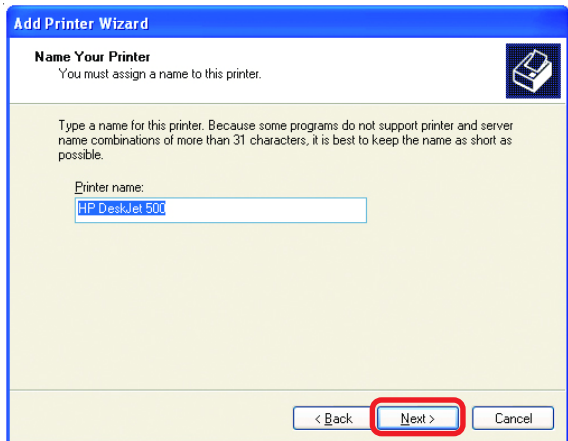 Add Printer Wizard
Name Your Printer
You must assign a name to this printer.
Type a name for this printer. Because some programs do not support printer and server
name combinations of more than 31 characters, it is best to keep the name as short as
possible.
Printer name:
HP DeskJet 500
< Back Next > Cancel